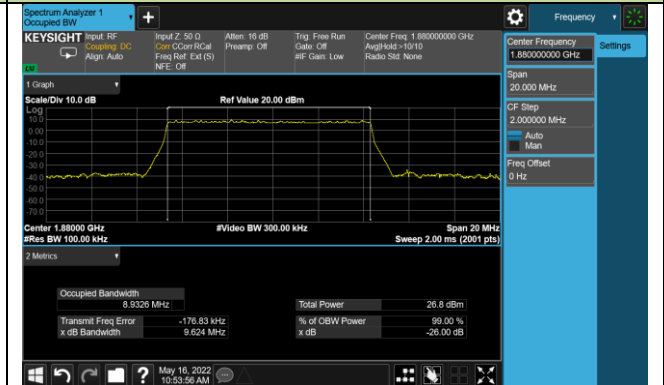 Spectrum Analyzer 1
Occupied BW
+
Frequency
KEYSIGHT
Input: RF
Coupling: DC
Align: Auto
Input Z: 50 Ω
Corr CCorr RCal
Freq Ref: Ext (S)
NFE: Off
Atten: 16 dB
Preamp: Off
Trig: Free Run
Gate: Off
#IF Gain: Low
Center Freq: 1.880000000 GHz
Avg|Hold:>10/10
Radio Std: None
LXI
Center Frequency
1.880000000 GHz
Settings
Span
20.000 MHz
CF Step
2.000000 MHz
Auto
Man
Freq Offset
0 Hz
1 Graph
Scale/Div 10.0 dB
Ref Value 20.00 dBm
Log
10.0
0.00
-10.0
-20.0
-30.0
-40.0
-50.0
-60.0
-70.0
Center 1.88000 GHz
#Video BW 300.00 kHz
Span 20 MHz
#Res BW 100.00 kHz
Sweep 2.00 ms (2001 pts)
2 Metrics
Occupied Bandwidth
8.9326 MHz
Total Power
26.8 dBm
Transmit Freq Error
-176.83 kHz
% of OBW Power
99.00 %
x dB Bandwidth
9.624 MHz
x dB
-26.00 dB
?
May 16, 2022
10:53:56 AM